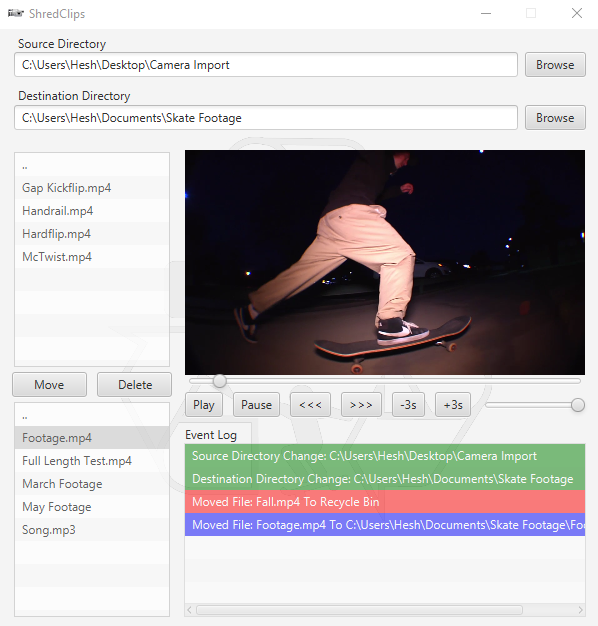 ShredClips
Source Directory
C:\Users\Hesh\Desktop\Camera Import
Browse
Destination Directory
C:\Users\Hesh\Documents\Skate Footage
Browse
..
Gap Kickflip.mp4
Handrail.mp4
Hardflip.mp4
McTwist.mp4
Move
Delete
..
Footage.mp4
Full Length Test.mp4
March Footage
May Footage
Song.mp3
Play
Pause
<<<
>>>
-3s
+3s
Event Log
Source Directory Change: C:\Users\Hesh\Desktop\Camera Import
Destination Directory Change: C:\Users\Hesh\Documents\Skate Footage
Moved File: Fall.mp4 To Recycle Bin
Moved File: Footage.mp4 To C:\Users\Hesh\Documents\Skate Footage\Foo